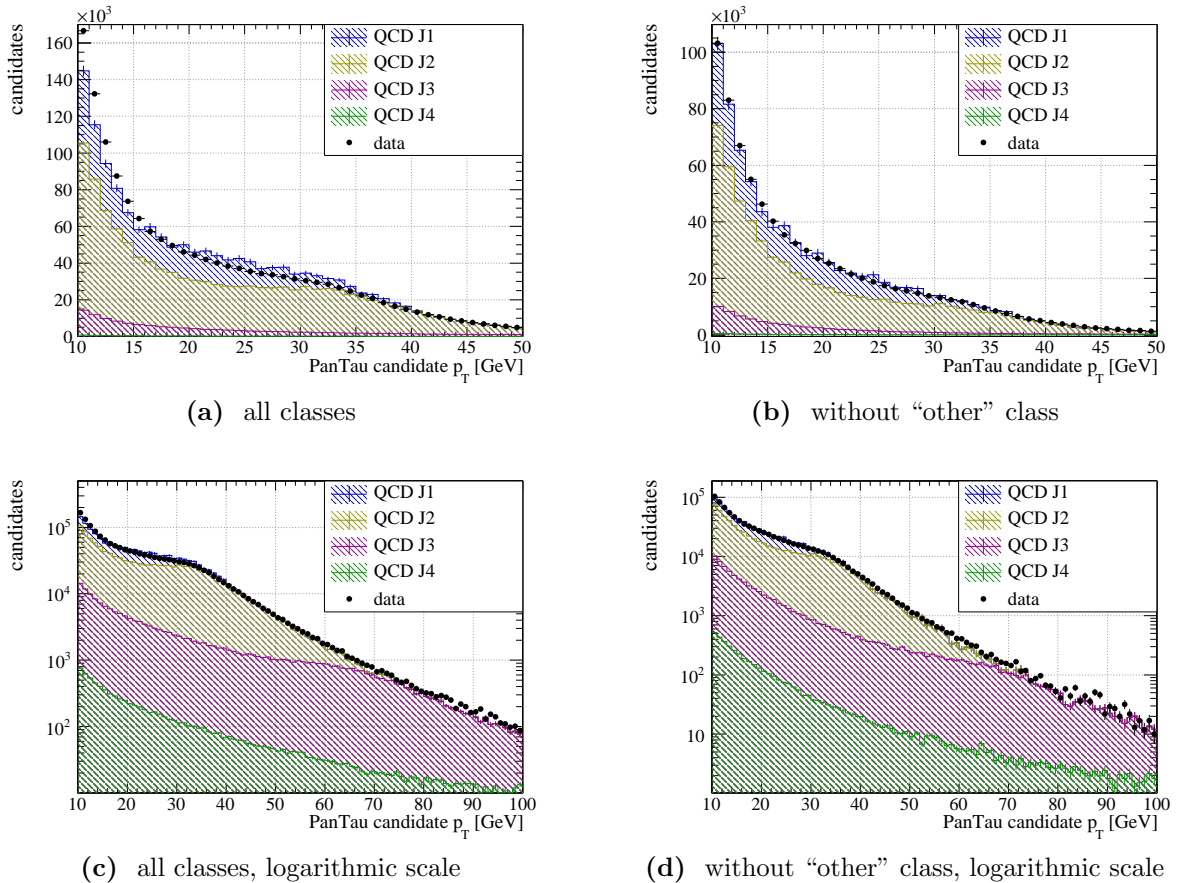 ×10³
candidates
160
140
120
100
80
60
40
20
0
10 15 20 25 30 35 40 45 50
PanTau candidate p_T [GeV]
QCD J1
QCD J2
QCD J3
QCD J4
data
(a) all classes
×10³
candidates
100
80
60
40
20
0
10 15 20 25 30 35 40 45 50
PanTau candidate p_T [GeV]
QCD J1
QCD J2
QCD J3
QCD J4
data
(b) without “other” class
candidates
10⁵
10⁴
10³
10²
10 20 30 40 50 60 70 80 90 100
PanTau candidate p_T [GeV]
QCD J1
QCD J2
QCD J3
QCD J4
data
(c) all classes, logarithmic scale
candidates
10⁵
10⁴
10³
10²
10
10 20 30 40 50 60 70 80 90 100
PanTau candidate p_T [GeV]
QCD J1
QCD J2
QCD J3
QCD J4
data
(d) without “other” class, logarithmic scale